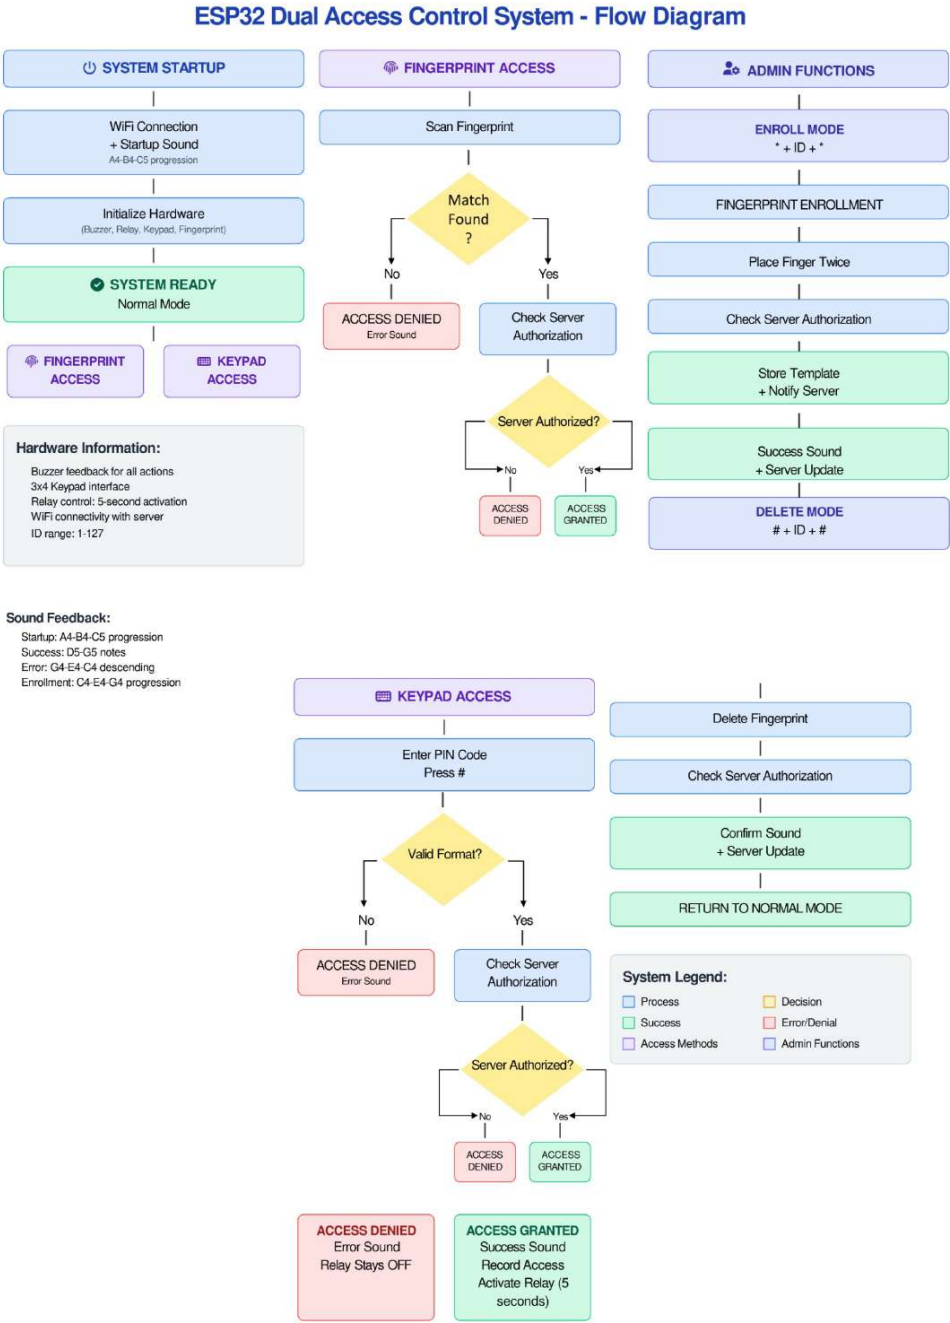 ESP32 Dual Access Control System - Flow Diagram
SYSTEM STARTUP
WiFi Connection
+ Startup Sound
A4-B4-C5 progression
Initialize Hardware
(Buzzer, Relay, Keypad, Fingerprint)
SYSTEM READY
Normal Mode
FINGERPRINT
ACCESS
KEYPAD
ACCESS
Hardware Information:
Buzzer feedback for all actions
3x4 Keypad interface
Relay control: 5-second activation
WiFi connectivity with server
ID range: 1-127
Sound Feedback:
Startup: A4-B4-C5 progression
Success: D5-G5 notes
Error: G4-E4-C4 descending
Enrollment: C4-E4-G4 progression
FINGERPRINT ACCESS
Scan Fingerprint
Match
Found
?
No
Yes
ACCESS DENIED
Error Sound
Check Server
Authorization
Server Authorized?
No
Yes
ACCESS
DENIED
ACCESS
GRANTED
ADMIN FUNCTIONS
ENROLL MODE
* + ID + *
FINGERPRINT ENROLLMENT
Place Finger Twice
Check Server Authorization
Store Template
+ Notify Server
Success Sound
+ Server Update
DELETE MODE
# + ID + #
KEYPAD ACCESS
Enter PIN Code
Press #
Valid Format?
No
Yes
ACCESS DENIED
Error Sound
Check Server
Authorization
Server Authorized?
No
Yes
ACCESS
DENIED
ACCESS
GRANTED
ACCESS DENIED
Error Sound
Relay Stays OFF
ACCESS GRANTED
Success Sound
Record Access
Activate Relay (5
seconds)
Delete Fingerprint
Check Server Authorization
Confirm Sound
+ Server Update
RETURN TO NORMAL MODE
System Legend:
Process
Decision
Success
Error/Denial
Access Methods
Admin Functions